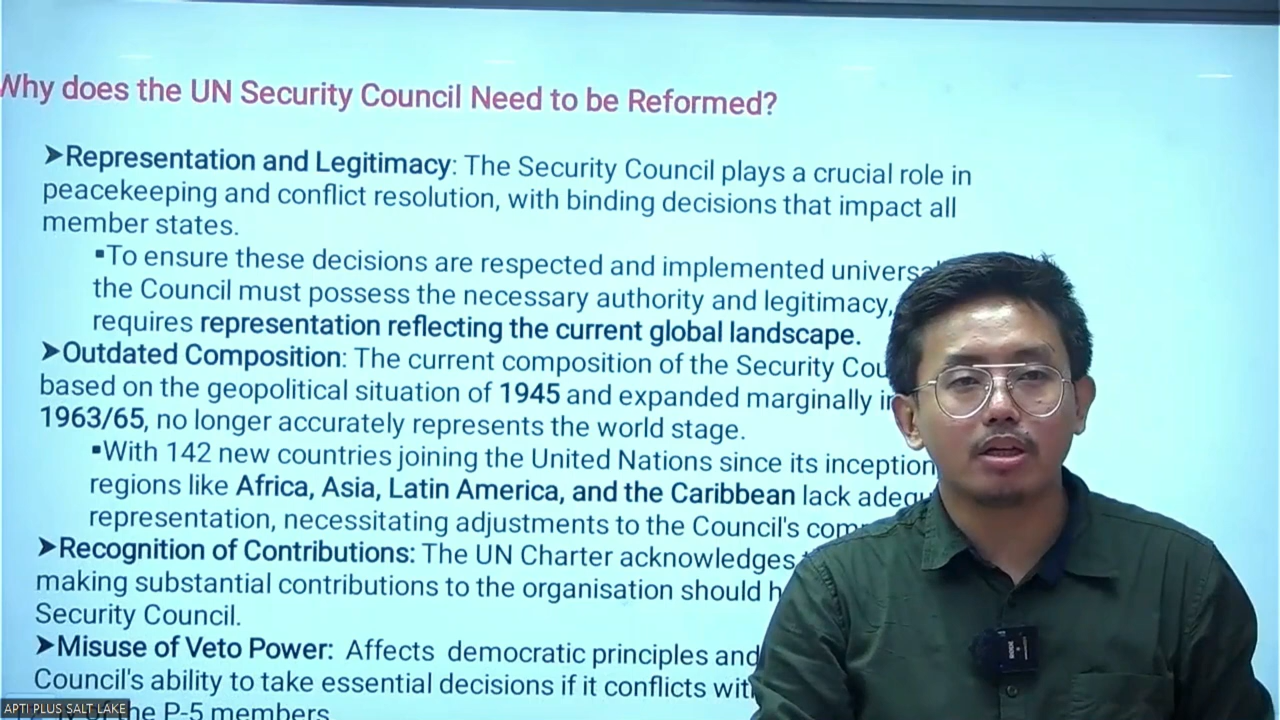 Why does the UN Security Council Need to be Reformed?
➤Representation and Legitimacy: The Security Council plays a crucial role in
peacekeeping and conflict resolution, with binding decisions that impact all
member states.
▪To ensure these decisions are respected and implemented
the Council must possess the necessary authority and legitimacy,
requires representation reflecting the current global landscape.
➤Outdated Composition: The current composition of the Security
based on the geopolitical situation of 1945 and expanded marginally
1963/65, no longer accurately represents the world stage.
▪With 142 new countries joining the United Nations since its inception
regions like Africa, Asia, Latin America, and the Caribbean lack
representation, necessitating adjustments to the Council's
➤Recognition of Contributions: The UN Charter acknowledges
making substantial contributions to the organisation should
Security Council.
➤Misuse of Veto Power: Affects democratic principles and
Council's ability to take essential decisions if it conflicts
the P-5 members.
APTI PLUS SALT LAKE
RODE